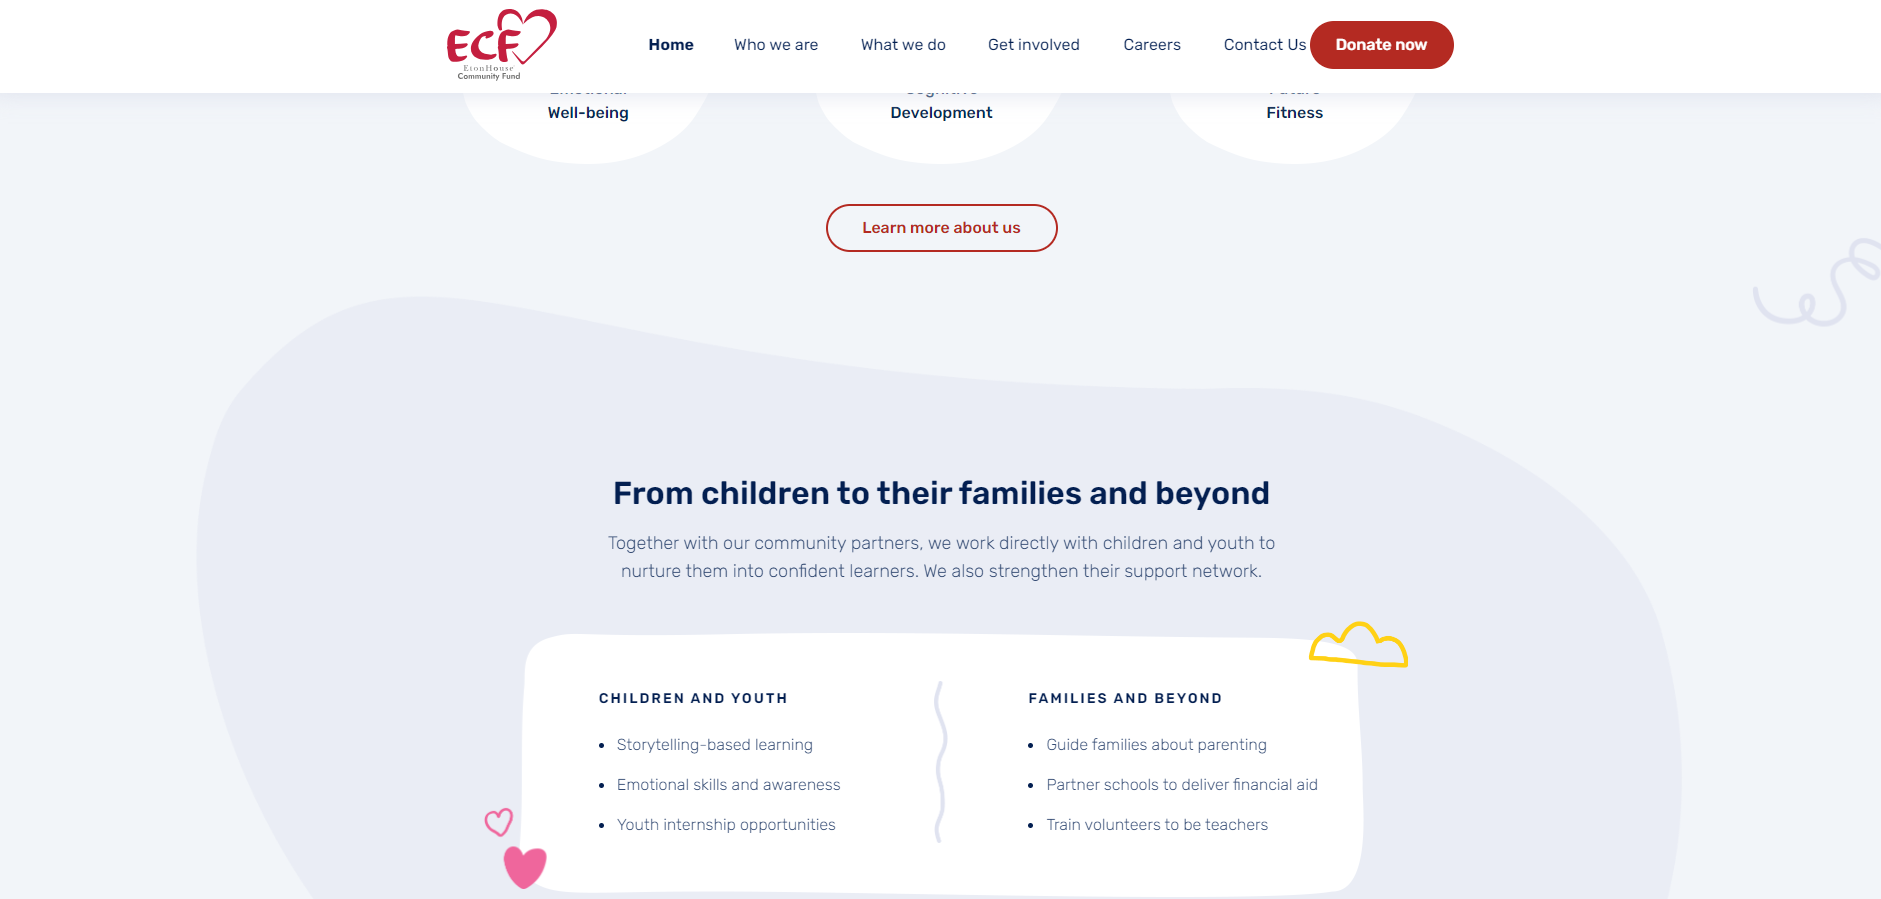 ECF
EtonHouse
Community Fund
Home Who we are What we do Get involved Careers Contact Us Donate now
Well-being Development Fitness
Learn more about us
From children to their families and beyond
Together with our community partners, we work directly with children and youth to
nurture them into confident learners. We also strengthen their support network.
CHILDREN AND YOUTH
Storytelling-based learning
Emotional skills and awareness
Youth internship opportunities
FAMILIES AND BEYOND
Guide families about parenting
Partner schools to deliver financial aid
Train volunteers to be teachers